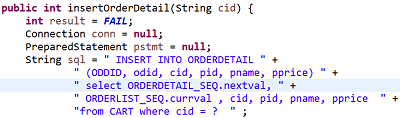 public int insertOrderDetail(String cid) {
int result = FAIL;
Connection conn = null;
PreparedStatement pstmt = null;
String sql = " INSERT INTO ORDERDETAIL " +
" (ODDID, odid, cid, pid, pname, pprice) " +
" select ORDERDETAIL_SEQ.nextval, " +
" ORDERLIST_SEQ.currval , cid, pid, pname, pprice  " +
"from CART where cid = ?  " ;